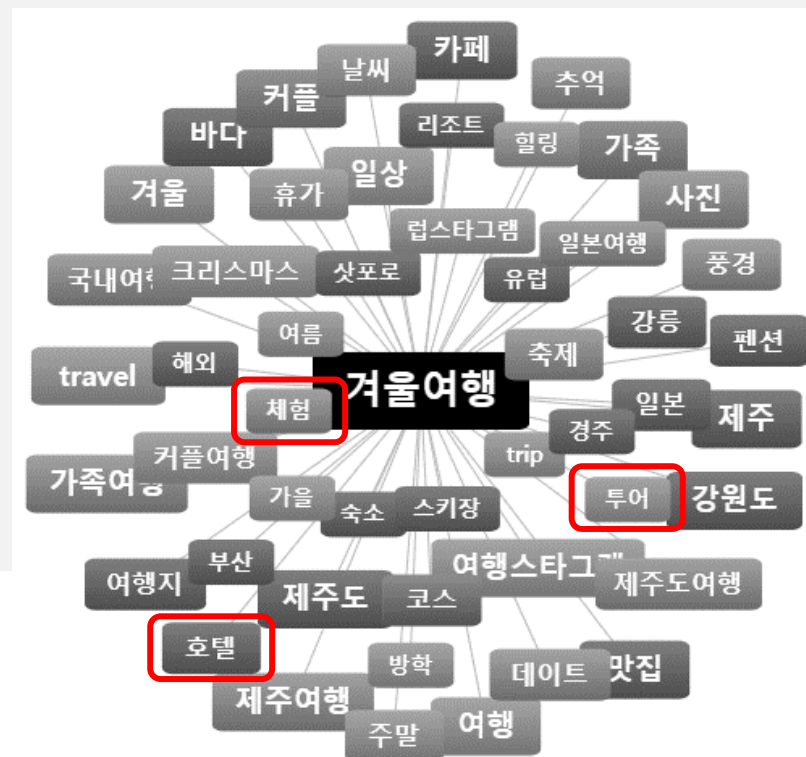 카페
날씨
커플
추억
리조트
바다
힐링
가족
일상
겨울
휴가
사진
럽스타그램
일본여행
국내여행
크리스마스
삿포로
유럽
풍경
여름
강릉
펜션
축제
해외
travel
겨울여행
체험
일본
제주
경주
커플여행
trip
가족여행
가을
숙소
스키장
투어
강원도
부산
여행스타그램
여행지
제주도
코스
제주도여행
호텔
방학
데이트
맛집
제주여행
주말
여행